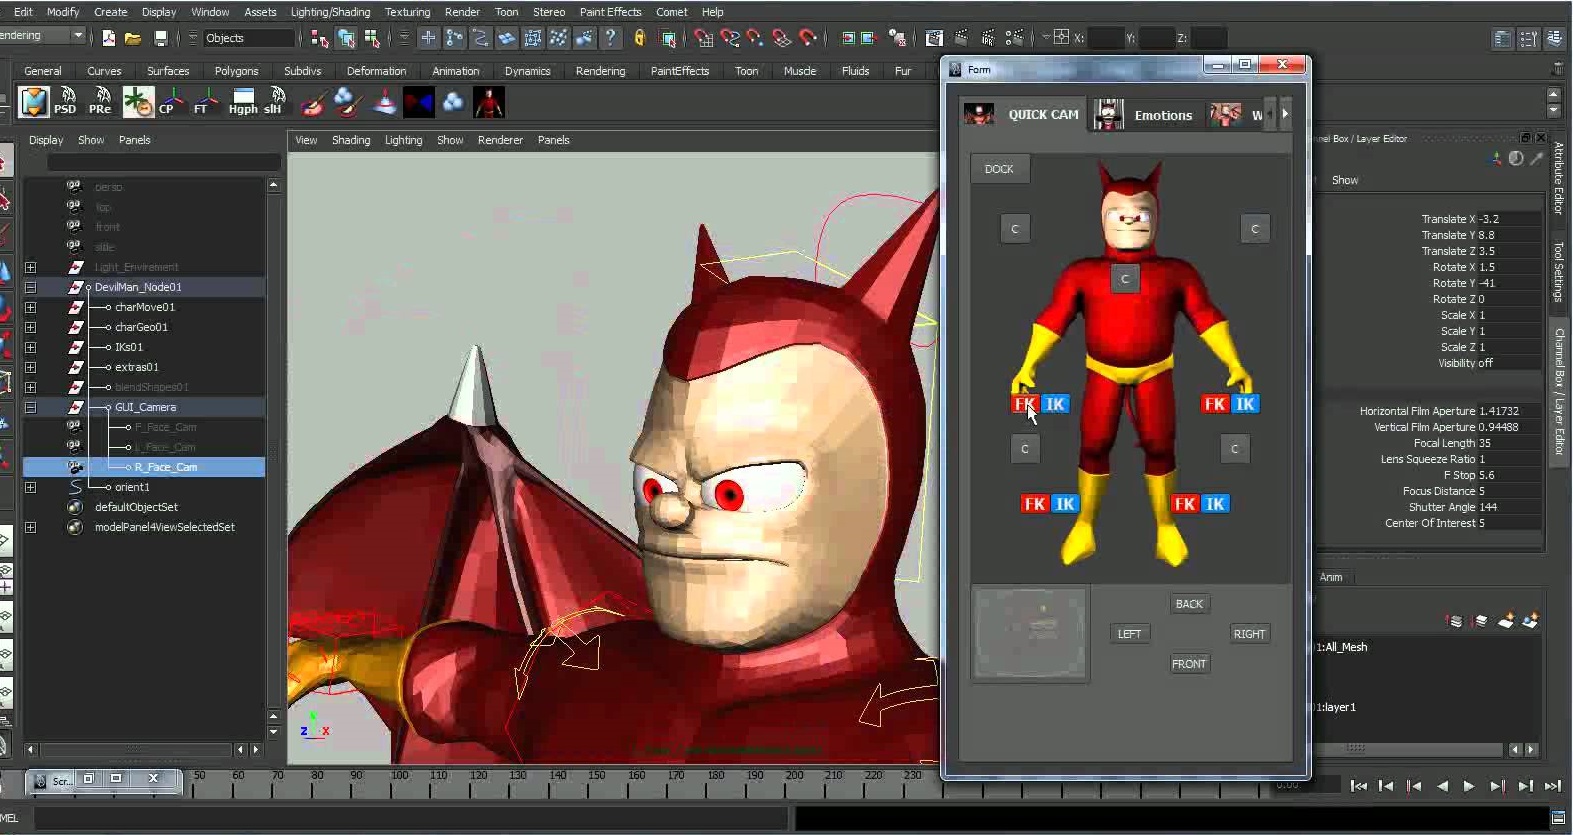 Edit Modify Create Display Window Assets Lighting/Shading Texturing Render Toon Stereo Paint Effects Comet Help
endering Objects X: Y: Z:
General Curves Surfaces Polygons Subdivs Deformation Animation Dynamics Rendering PaintEffects Toon Muscle Fluids Fur
PSD PRe CP FT Hgph slH
Display Show Panels
View Shading Lighting Show Renderer Panels
persp
top
front
side
Light_Envirament
DevilMan_Node01
charMove01
charGeo01
IKs01
extras01
blendShapes01
GUI_Camera
F_Face_Cam
L_Face_Cam
R_Face_Cam
orient1
defaultObjectSet
modelPanel4ViewSelectedSet
z x
Form
QUICK CAM Emotions W
DOCK
C C
C
FK IK FK IK
C C
FK IK FK IK
BACK
LEFT RIGHT
FRONT
nnel Box / Layer Editor
Show
Translate X -3.2
Translate Y 8.8
Translate Z 3.5
Rotate X 1.5
Rotate Y -41
Rotate Z 0
Scale X 1
Scale Y 1
Scale Z 1
Visibility off
Horizontal Film Aperture 1.41732
Vertical Film Aperture 0.94488
Focal Length 35
Lens Squeeze Ratio 1
F Stop 5.6
Focus Distance 5
Shutter Angle 144
Center Of Interest 5
Anim
01:All_Mesh
01:layer1
Attribute Editor
Tool Settings
Channel Box / Layer Editor
Scr...
50 60 70 80 90 100 110 120 130 140 150 160 170 180 190 200 210 220 230
0.00
MEL